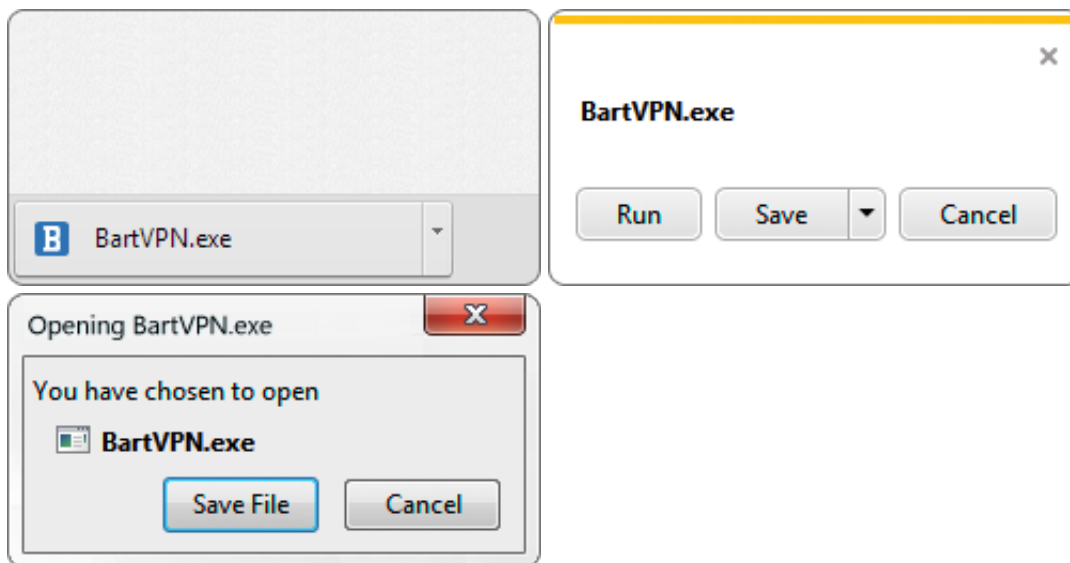 B BartVPN.exe
BartVPN.exe
Run Save Cancel
Opening BartVPN.exe
You have chosen to open
BartVPN.exe
Save File Cancel